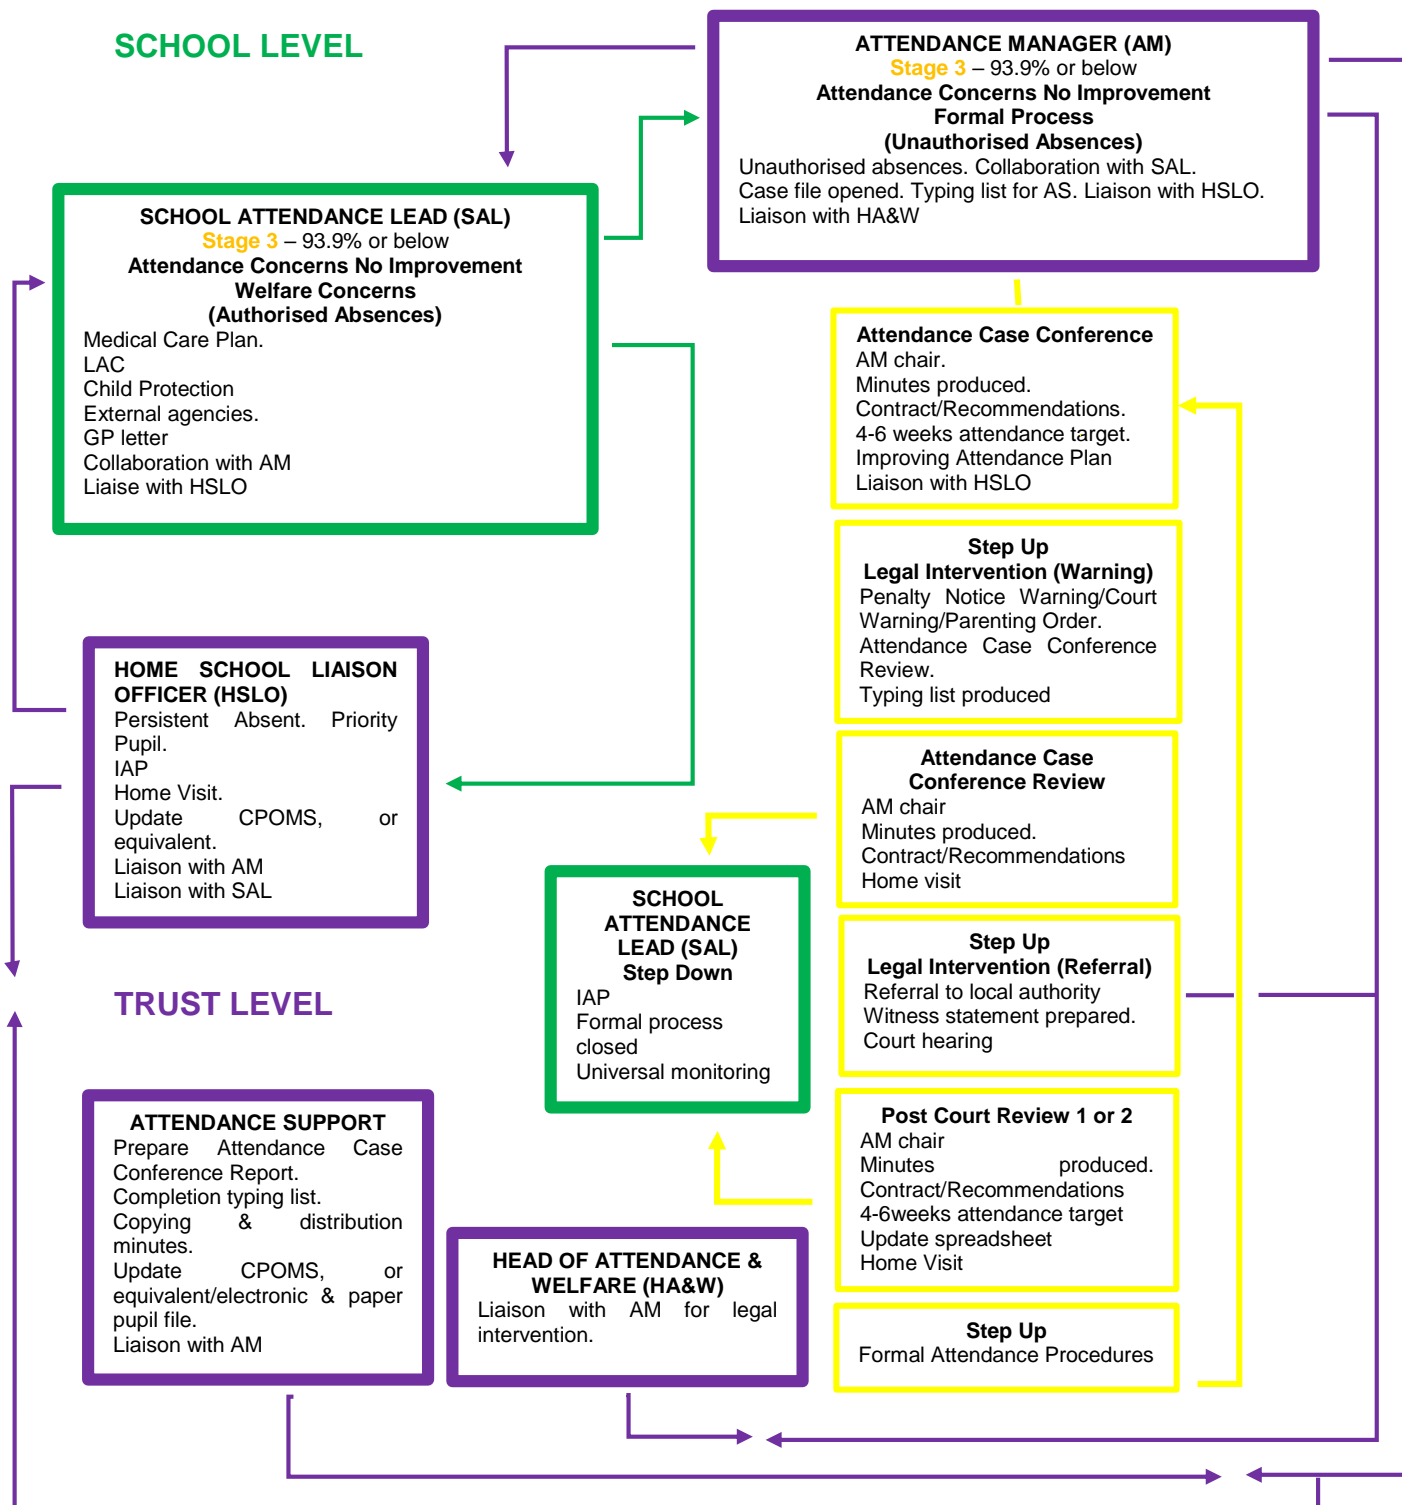 SCHOOL LEVEL
ATTENDANCE MANAGER (AM)
Stage 3 – 93.9% or below
Attendance Concerns No Improvement
Formal Process
(Unauthorised Absences)
Unauthorised absences. Collaboration with SAL.
Case file opened. Typing list for AS. Liaison with HSLO.
Liaison with HA&W
SCHOOL ATTENDANCE LEAD (SAL)
Stage 3 – 93.9% or below
Attendance Concerns No Improvement
Welfare Concerns
(Authorised Absences)
Medical Care Plan.
LAC
Child Protection
External agencies.
GP letter
Collaboration with AM
Liaise with HSLO
Attendance Case Conference
AM chair.
Minutes produced.
Contract/Recommendations.
4-6 weeks attendance target.
Improving Attendance Plan
Liaison with HSLO
Step Up
Legal Intervention (Warning)
Penalty Notice Warning/Court
Warning/Parenting Order.
Attendance Case Conference
Review.
Typing list produced
HOME SCHOOL LIAISON
OFFICER (HSLO)
Persistent Absent. Priority
Pupil.
IAP
Home Visit.
Update CPOMS, or
equivalent.
Liaison with AM
Liaison with SAL
Attendance Case
Conference Review
AM chair
Minutes produced.
Contract/Recommendations
Home visit
SCHOOL
ATTENDANCE
LEAD (SAL)
Step Down
IAP
Formal process
closed
Universal monitoring
Step Up
Legal Intervention (Referral)
Referral to local authority
Witness statement prepared.
Court hearing
TRUST LEVEL
ATTENDANCE SUPPORT
Prepare Attendance Case
Conference Report.
Completion typing list.
Copying & distribution
minutes.
Update CPOMS, or
equivalent/electronic & paper
pupil file.
Liaison with AM
Post Court Review 1 or 2
AM chair
Minutes produced.
Contract/Recommendations
4-6weeks attendance target
Update spreadsheet
Home Visit
HEAD OF ATTENDANCE &
WELFARE (HA&W)
Liaison with AM for legal
intervention.
Step Up
Formal Attendance Procedures